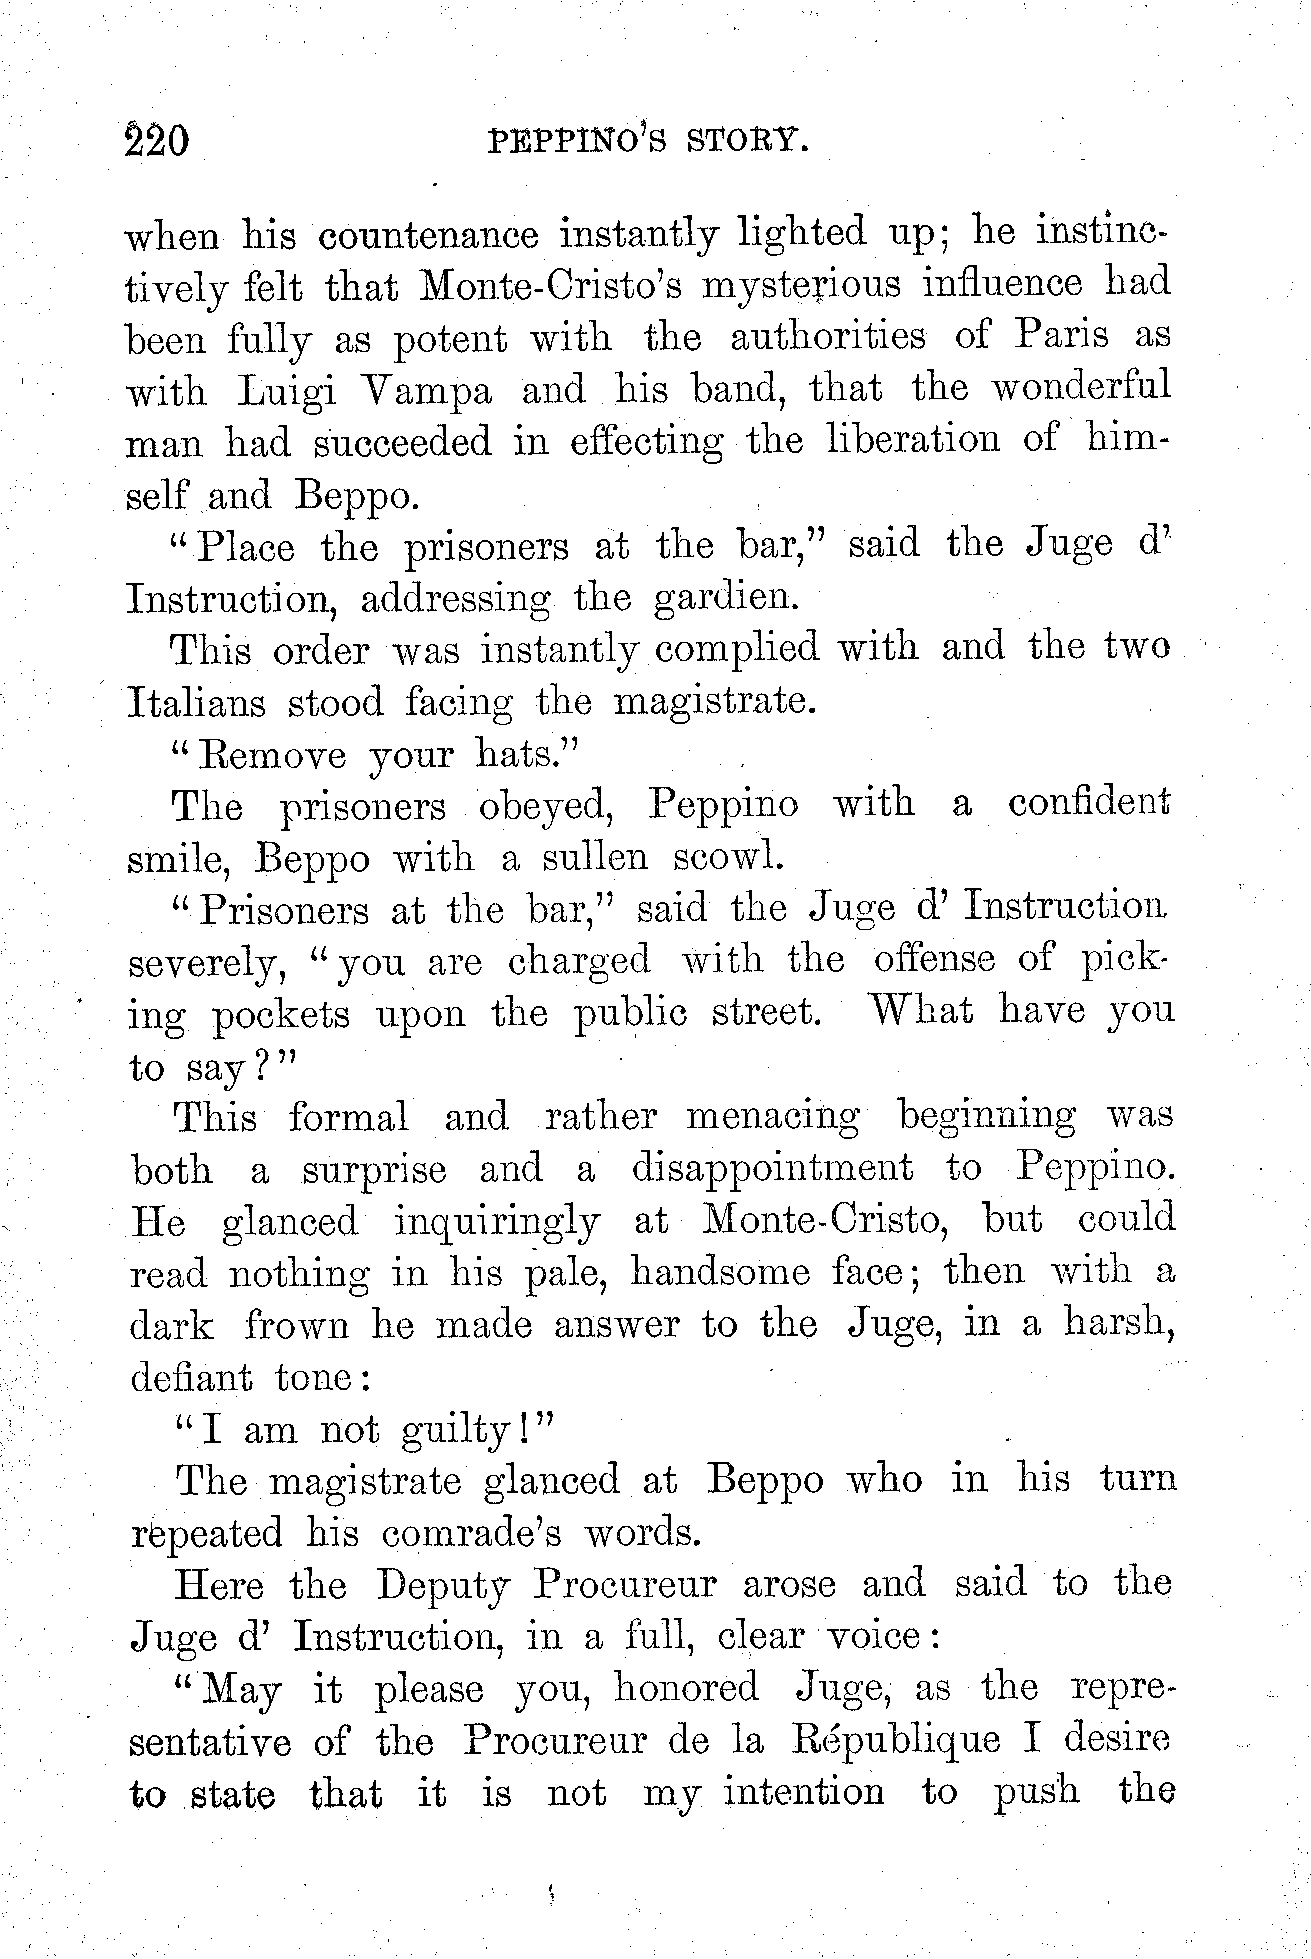 220 PEPPINO'S STORY.
when his countenance instantly lighted up; he instinc-
tively felt that Monte-Cristo's mysterious influence had
been fully as potent with the authorities of Paris as
with Luigi Vampa and his band, that the wonderful
man had succeeded in effecting the liberation of him-
self and Beppo.
"Place the prisoners at the bar," said the Juge d'
Instruction, addressing the gardien.
This order was instantly complied with and the two
Italians stood facing the magistrate.
"Remove your hats."
The prisoners obeyed, Peppino with a confident
smile, Beppo with a sullen scowl.
"Prisoners at the bar," said the Juge d' Instruction
severely, "you are charged with the offense of pick-
ing pockets upon the public street. What have you
to say?"
This formal and rather menacing beginning was
both a surprise and a disappointment to Peppino.
He glanced inquiringly at Monte-Cristo, but could
read nothing in his pale, handsome face; then with a
dark frown he made answer to the Juge, in a harsh,
defiant tone:
"I am not guilty!"
The magistrate glanced at Beppo who in his turn
repeated his comrade's words.
Here the Deputy Procureur arose and said to the
Juge d' Instruction, in a full, clear voice:
"May it please you, honored Juge, as the repre-
sentative of the Procureur de la République I desire
to state that it is not my intention to push the